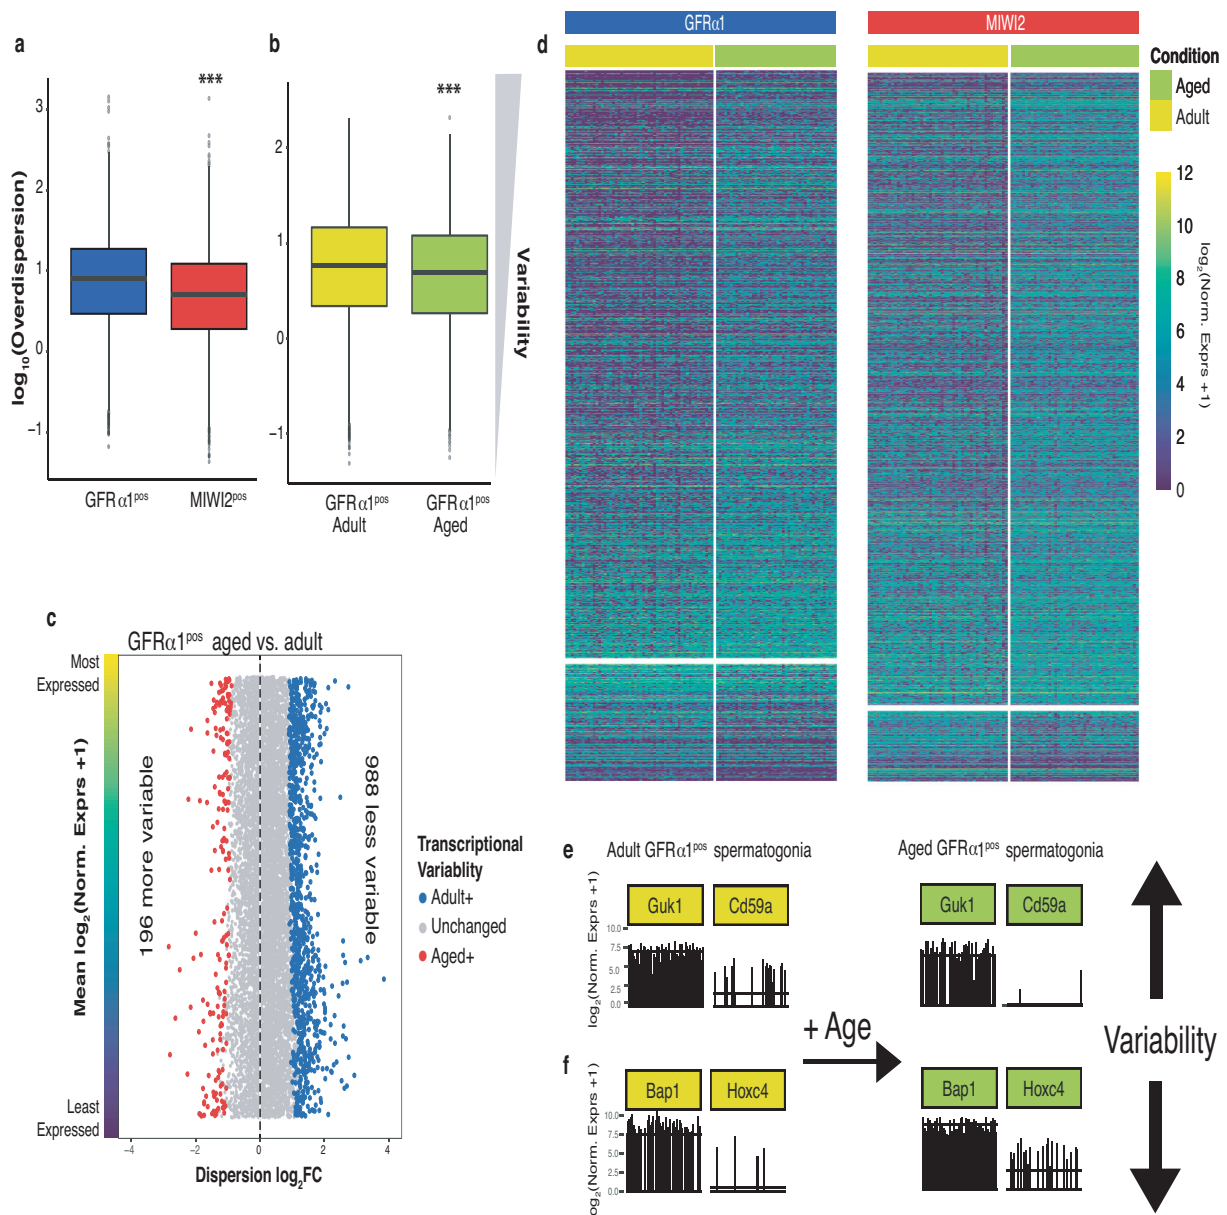 a
***
log10(Overdispersion)
3
2
1
0
−1
GFRα1pos
MIWI2pos
b
***
2
1
0
−1
GFRα1pos
Adult
GFRα1pos
Aged
Variability
c
GFRα1pos aged vs. adult
Most
Expressed
Least
Expressed
Mean log2(Norm. Exprs +1)
196 more variable
988 less variable
−4
−2
0
2
4
Dispersion log2FC
Transcriptional
Variablity
Adult+
Unchanged
Aged+
d
GFRα1
MIWI2
Condition
Aged
Adult
12
10
8
6
4
2
0
log2(Norm. Exprs +1)
e
Adult GFRα1pos spermatogonia
Aged GFRα1pos spermatogonia
Guk1
Cd59a
Guk1
Cd59a
log2(Norm. Exprs +1)
10.0
7.5
5.0
2.5
0.0
+ Age
Variability
f
Bap1
Hoxc4
Bap1
Hoxc4
log2(Norm. Exprs +1)
10.0
7.5
5.0
2.5
0.0